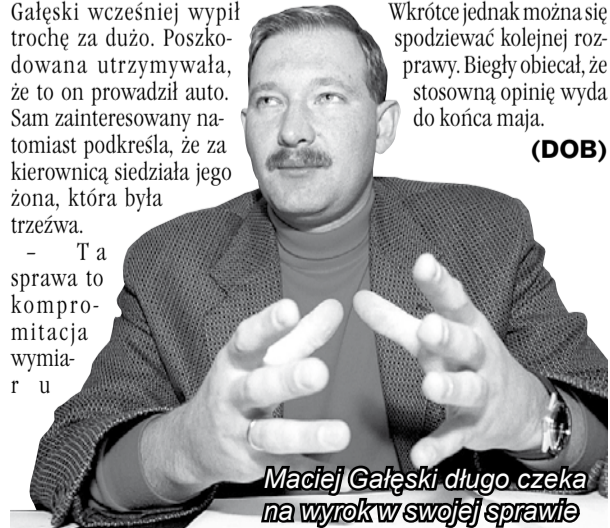 Gałęski wcześniej wypił
trochę za dużo. Poszko-
dowana utrzymywała,
że to on prowadził auto.
Sam zainteresowany na-
tomiast podkreśla, że za
kierownicą siedziała jego
żona, która była
trzeźwa.
– Ta
sprawa to
kompro-
mitacja
wymia-
ru
Wkrótce jednak można się
spodziewać kolejnej roz-
prawy. Biegły obiecał, że
stosowną opinię wyda
do końca maja.
(DOB)
Maciej Gałęski długo czeka
na wyrok w swojej sprawie